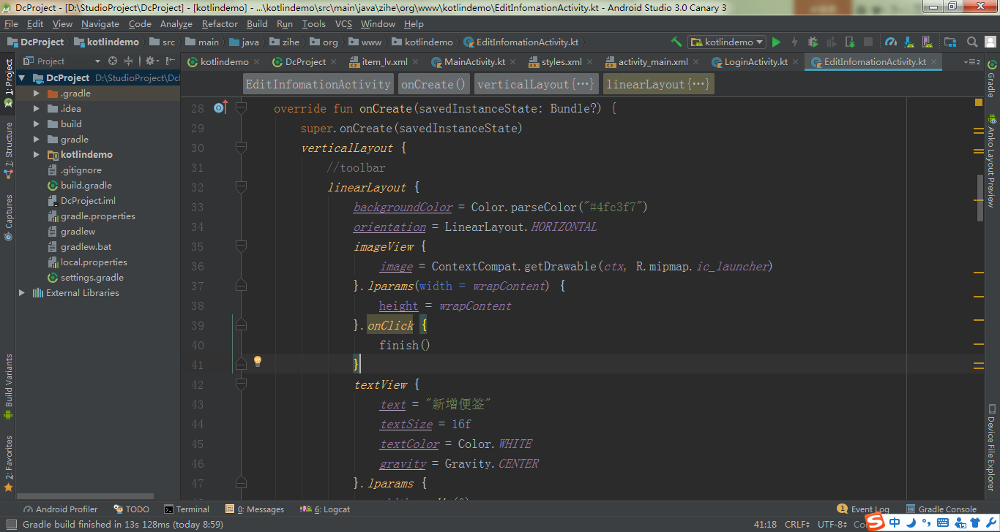 DcProject - [D:\StudioProject\DcProject] - [kotlindemo] - ...\kotlindemo\src\main\java\zihe\org\www\kotlindemo\EditInfomationActivity.kt - Android Studio 3.0 Canary 3
File Edit View Navigate Code Analyze Refactor Build Run Tools VCS Window Help
DcProject kotlindemo src main java zihe org www kotlindemo EditInfomationActivity.kt kotlindemo
Project
kotlindemo DcProject item_lv.xml MainActivity.kt styles.xml activity_main.xml LoginActivity.kt EditInfomationActivity.kt 2
1: Project
7: Structure
Captures
Build Variants
2: Favorites
DcProject D:\StudioProject\Dc
.gradle
.idea
build
gradle
kotlindemo
.gitignore
build.gradle
DcProject.iml
gradle.properties
gradlew
gradlew.bat
local.properties
settings.gradle
External Libraries
EditInfomationActivity onCreate() verticalLayout{...} linearLayout{...}
28 override fun onCreate(savedInstanceState: Bundle?) {
29 super.onCreate(savedInstanceState)
30 verticalLayout {
31 //toolbar
32 linearLayout {
33 backgroundColor = Color.parseColor("#4fc3f7")
34 orientation = LinearLayout.HORIZONTAL
35 imageView {
36 image = ContextCompat.getDrawable(ctx, R.mipmap.ic_launcher)
37 }.lparams(width = wrapContent) {
38 height = wrapContent
39 }.onClick {
40 finish()
41 }
42 textView {
43 text = "新增便签"
44 textSize = 16f
45 textColor = Color.WHITE
46 gravity = Gravity.CENTER
47 }.lparams {
Gradle
Anko Layout Preview
Device File Explorer
Android Profiler TODO Terminal 0: Messages 6: Logcat 1 Event Log Gradle Console
Gradle build finished in 13s 128ms (today 8:59) 41:18 CRLF UTF-8 中